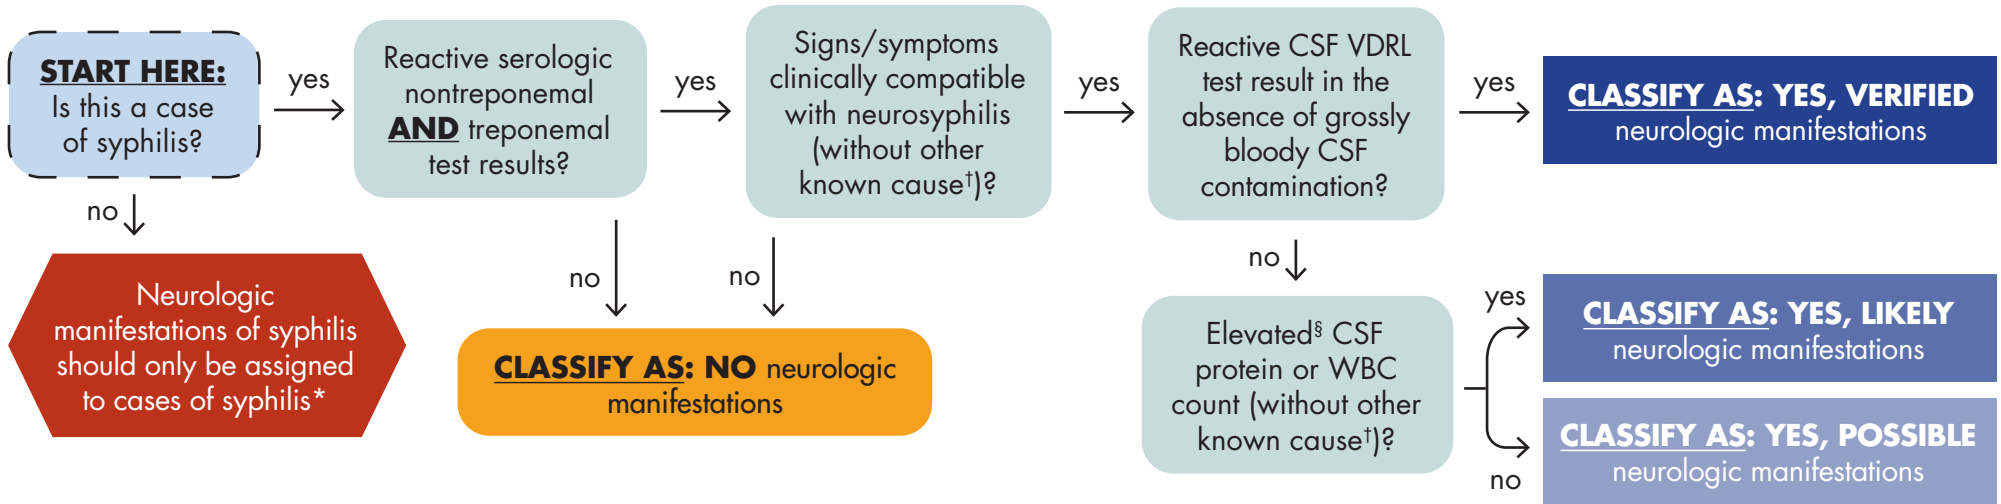 START HERE:
Is this a case
of syphilis?
yes
Reactive serologic
nontreponemal
AND treponemal
test results?
yes
Signs/symptoms
clinically compatible
with neurosyphilis
(without other
known cause†)?
yes
Reactive CSF VDRL
test result in the
absence of grossly
bloody CSF
contamination?
yes
CLASSIFY AS: YES, VERIFIED
neurologic manifestations
no
Neurologic
manifestations of syphilis
should only be assigned
to cases of syphilis*
no
no
CLASSIFY AS: NO neurologic
manifestations
no
Elevated§ CSF
protein or WBC
count (without other
known cause†)?
yes
CLASSIFY AS: YES, LIKELY
neurologic manifestations
no
CLASSIFY AS: YES, POSSIBLE
neurologic manifestations